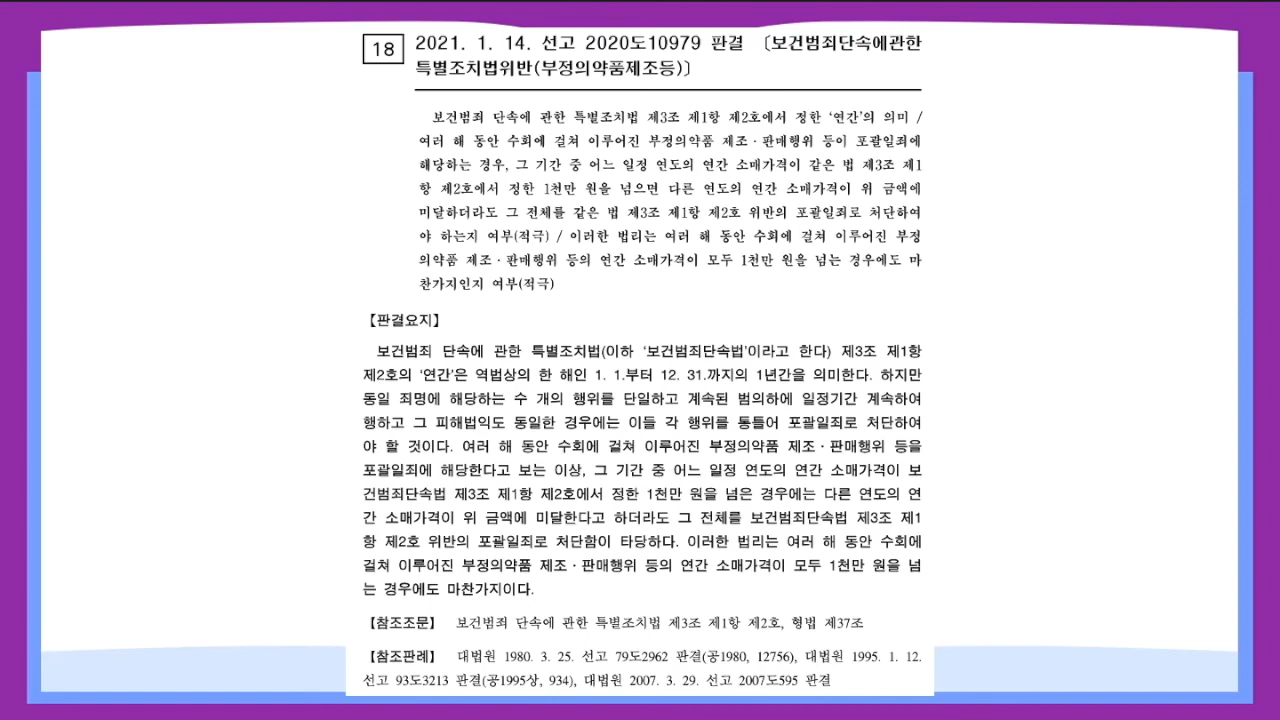 18
2021. 1. 14. 선고 2020도10979 판결 〔보건범죄단속에관한
특별조치법위반(부정의약품제조등)〕
보건범죄 단속에 관한 특별조치법 제3조 제1항 제2호에서 정한 ‘연간’의 의미 /
여러 해 동안 수회에 걸쳐 이루어진 부정의약품 제조·판매행위 등이 포괄일죄에
해당하는 경우, 그 기간 중 어느 일정 연도의 연간 소매가격이 같은 법 제3조 제1
항 제2호에서 정한 1천만 원을 넘으면 다른 연도의 연간 소매가격이 위 금액에
미달하더라도 그 전체를 같은 법 제3조 제1항 제2호 위반의 포괄일죄로 처단하여
야 하는지 여부(적극) / 이러한 법리는 여러 해 동안 수회에 걸쳐 이루어진 부정
의약품 제조·판매행위 등의 연간 소매가격이 모두 1천만 원을 넘는 경우에도 마
찬가지인지 여부(적극)
【판결요지】
보건범죄 단속에 관한 특별조치법(이하 ‘보건범죄단속법’이라고 한다) 제3조 제1항
제2호의 ‘연간’은 역법상의 한 해인 1. 1.부터 12. 31.까지의 1년간을 의미한다. 하지만
동일 죄명에 해당하는 수 개의 행위를 단일하고 계속된 범의하에 일정기간 계속하여
행하고 그 피해법익도 동일한 경우에는 이들 각 행위를 통틀어 포괄일죄로 처단하여
야 할 것이다. 여러 해 동안 수회에 걸쳐 이루어진 부정의약품 제조·판매행위 등을
포괄일죄에 해당한다고 보는 이상, 그 기간 중 어느 일정 연도의 연간 소매가격이 보
건범죄단속법 제3조 제1항 제2호에서 정한 1천만 원을 넘은 경우에는 다른 연도의 연
간 소매가격이 위 금액에 미달한다고 하더라도 그 전체를 보건범죄단속법 제3조 제1
항 제2호 위반의 포괄일죄로 처단함이 타당하다. 이러한 법리는 여러 해 동안 수회에
걸쳐 이루어진 부정의약품 제조·판매행위 등의 연간 소매가격이 모두 1천만 원을 넘
는 경우에도 마찬가지이다.
【참조조문】 보건범죄 단속에 관한 특별조치법 제3조 제1항 제2호, 형법 제37조
【참조판례】 대법원 1980. 3. 25. 선고 79도2962 판결(공1980, 12756), 대법원 1995. 1. 12.
선고 93도3213 판결(공1995상, 934), 대법원 2007. 3. 29. 선고 2007도595 판결